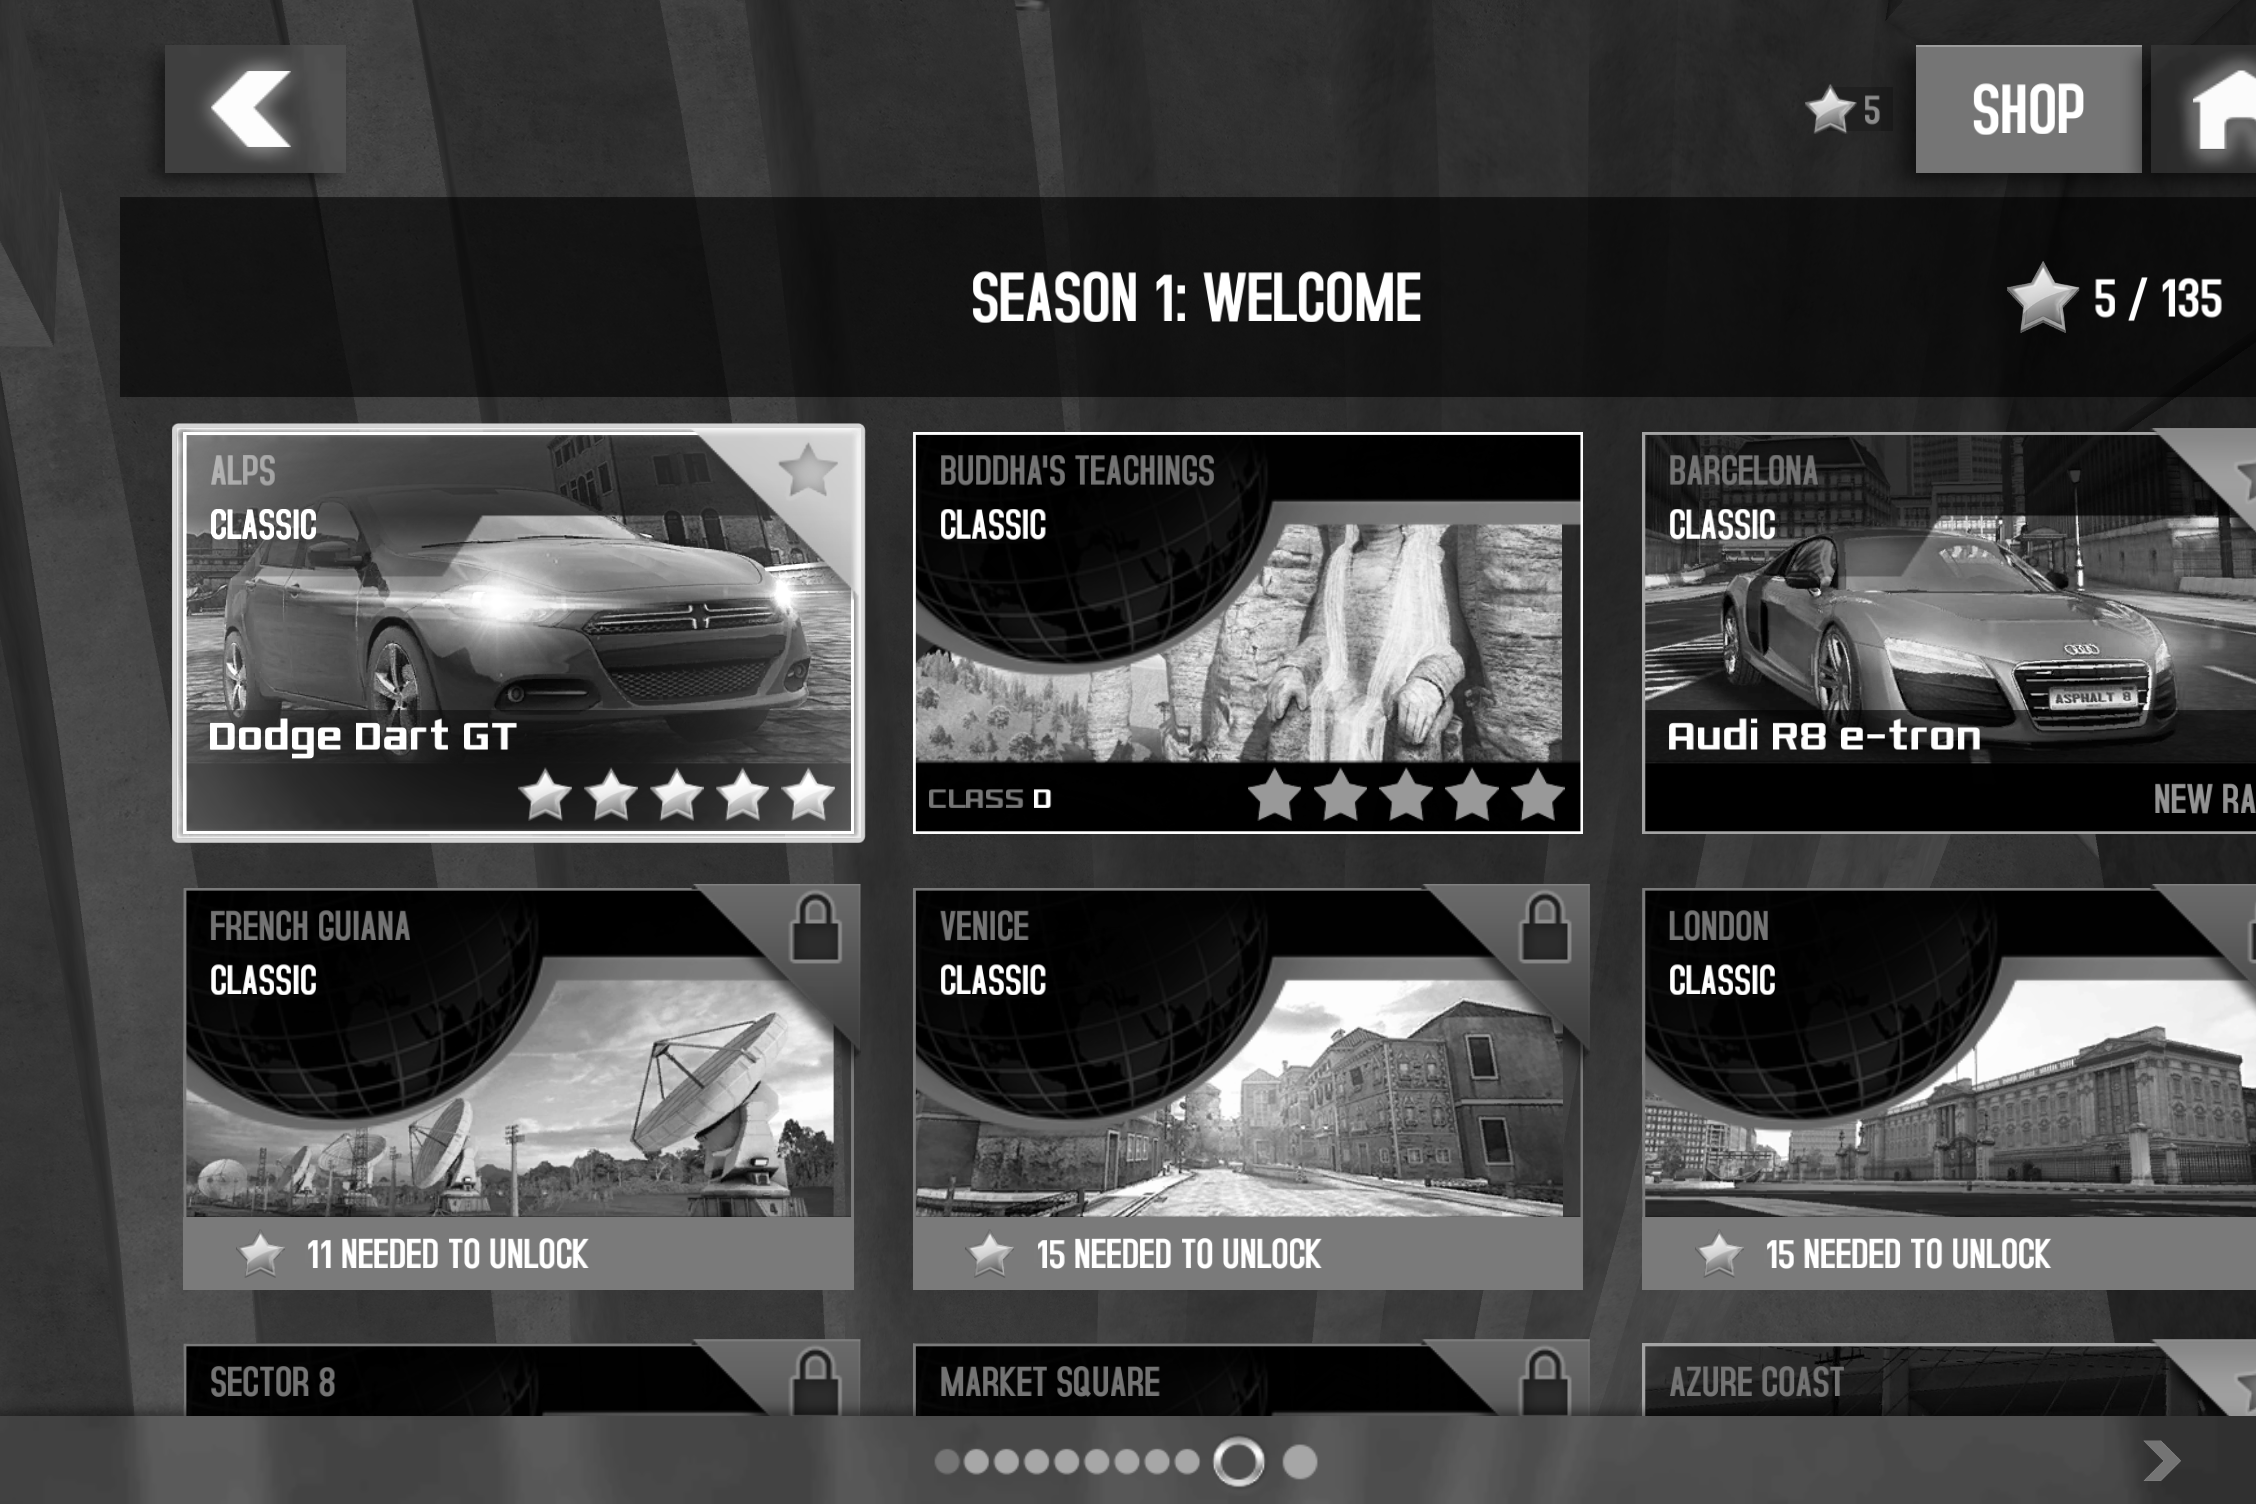 5
SHOP
SEASON 1: WELCOME
5 / 135
ALPS
CLASSIC
Dodge Dart GT
BUDDHA'S TEACHINGS
CLASSIC
CLASS D
BARCELONA
CLASSIC
ASPHALT 8
Audi R8 e-tron
NEW RA
FRENCH GUIANA
CLASSIC
11 NEEDED TO UNLOCK
VENICE
CLASSIC
15 NEEDED TO UNLOCK
LONDON
CLASSIC
15 NEEDED TO UNLOCK
SECTOR 8
MARKET SQUARE
AZURE COAST